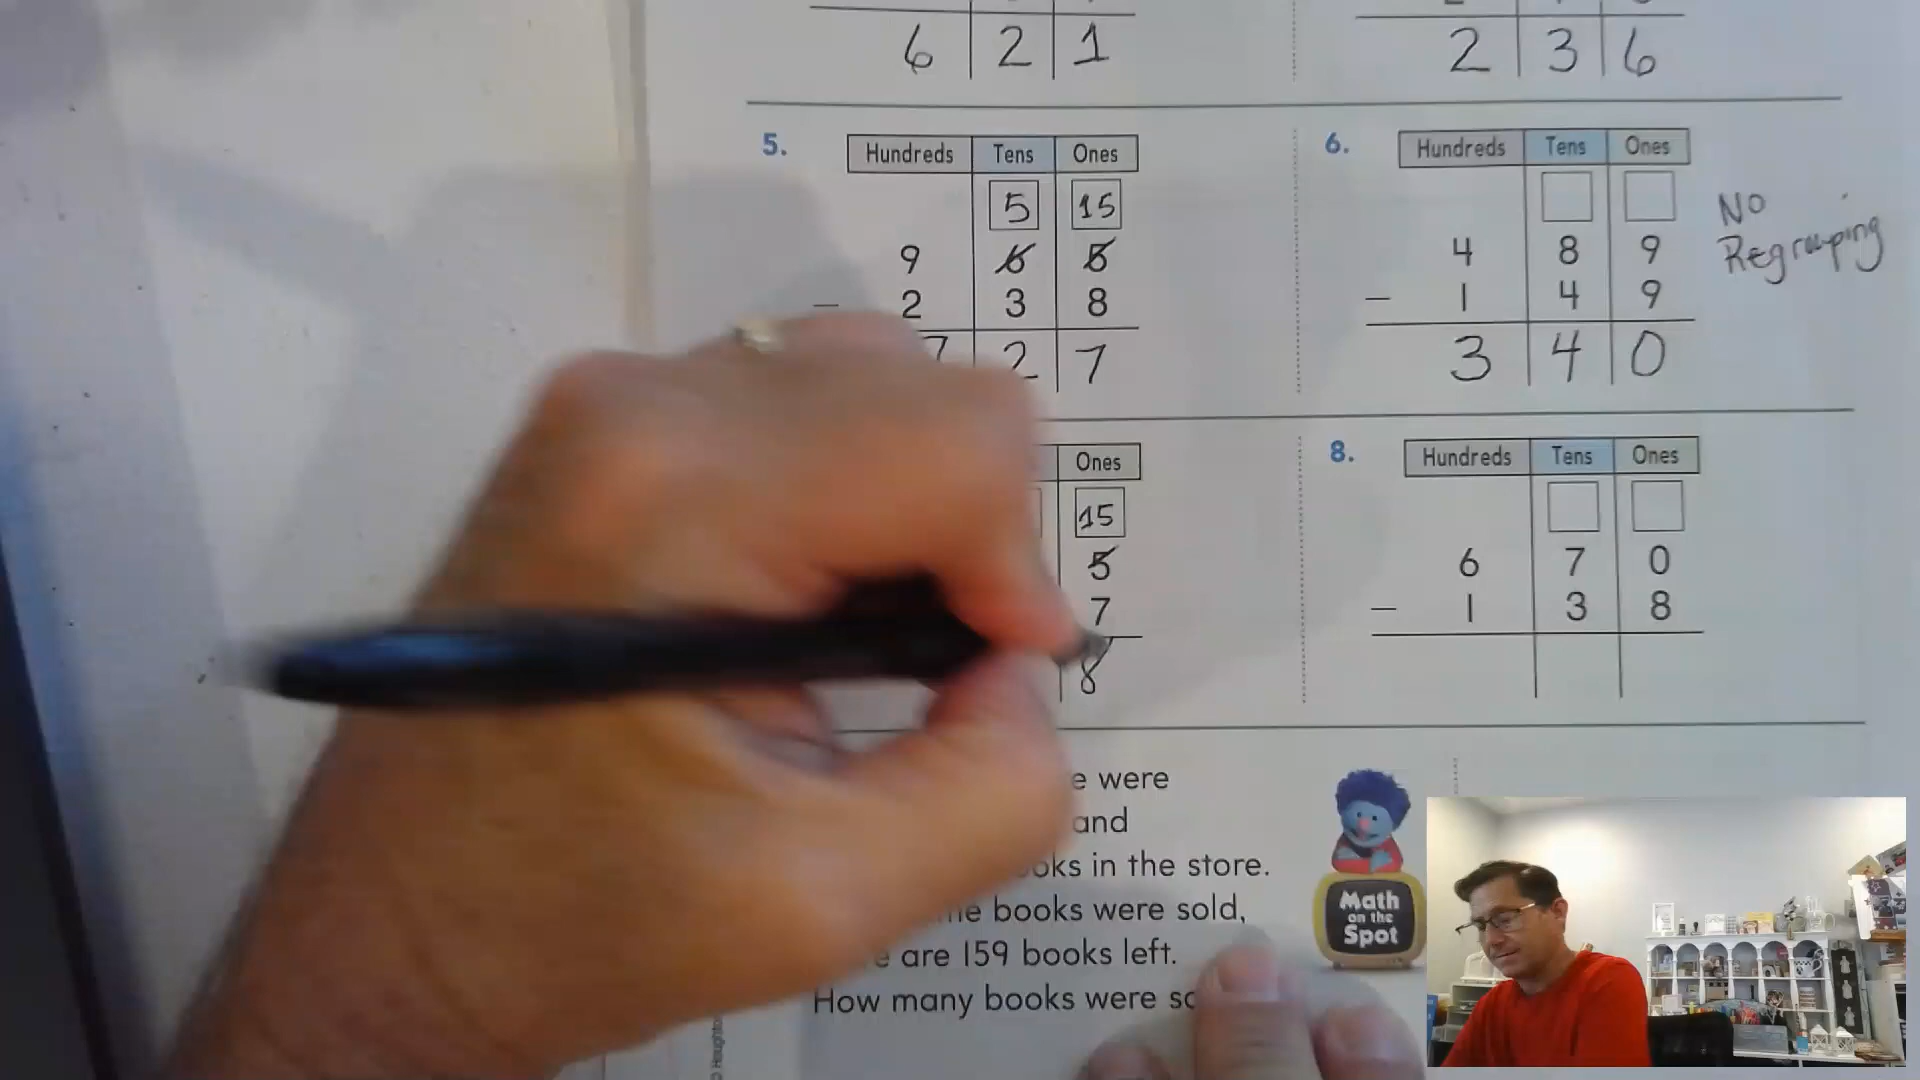 6 2 1
2 3 6
5.
Hundreds Tens Ones
5 15
9 6 5
− 2 3 8
7 2 7
6.
Hundreds Tens Ones
4 8 9
− 1 4 9
3 4 0
No
Regrouping
Ones
15
5
7
8
8.
Hundreds Tens Ones
6 7 0
− 1 3 8
e were
and
oks in the store.
books were sold,
are 159 books left.
How many books were
Math
on the
Spot